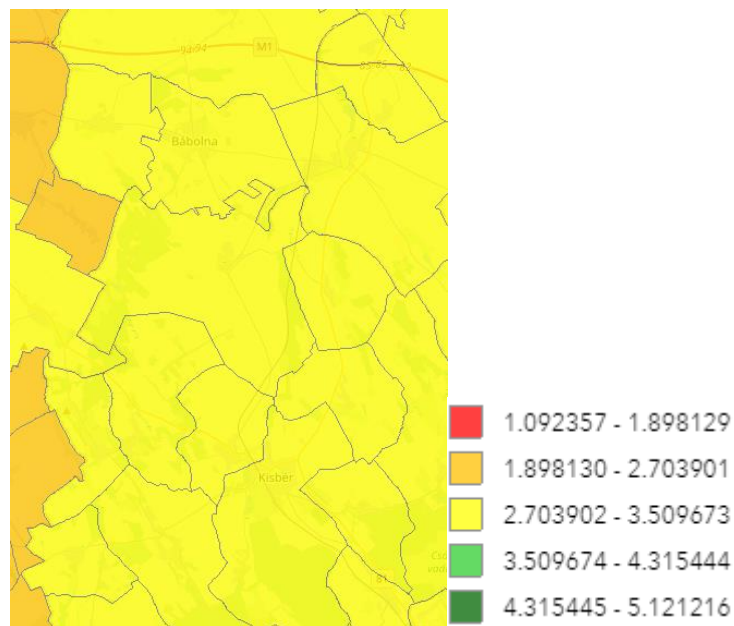 M1
Bábolna
Kisbér
81
1.092357 - 1.898129
1.898130 - 2.703901
2.703902 - 3.509673
3.509674 - 4.315444
4.315445 - 5.121216